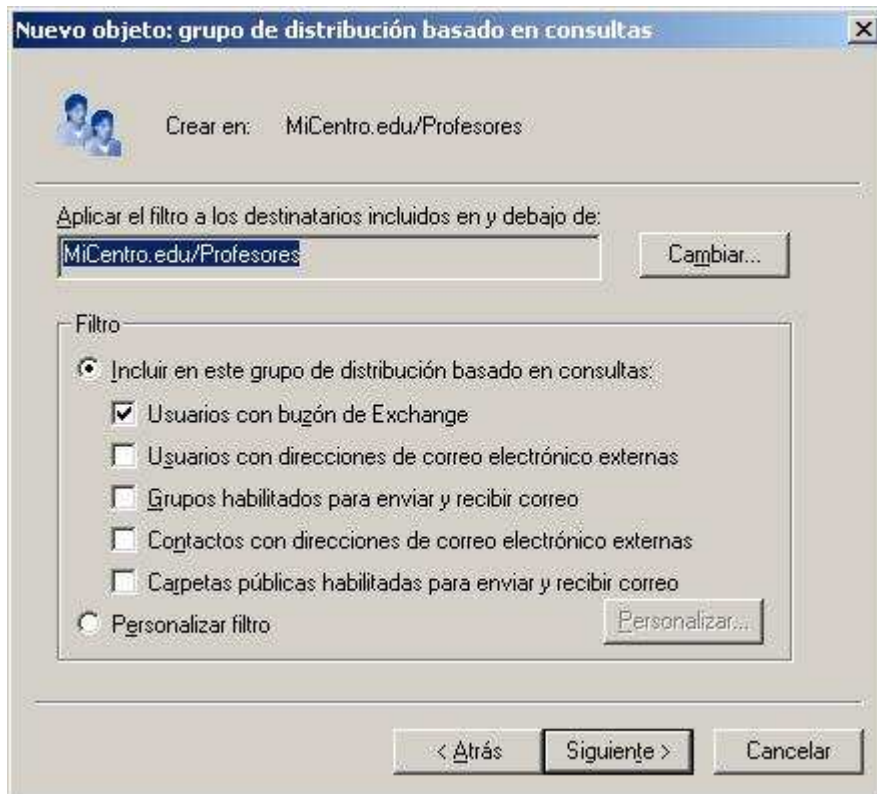 Nuevo objeto: grupo de distribución basado en consultas
Crear en: MiCentro.edu/Profesores
Aplicar el filtro a los destinatarios incluidos en y debajo de:
MiCentro.edu/Profesores
Cambiar...
Filtro
Incluir en este grupo de distribución basado en consultas:
Usuarios con buzón de Exchange
Usuarios con direcciones de correo electrónico externas
Grupos habilitados para enviar y recibir correo
Contactos con direcciones de correo electrónico externas
Carpetas públicas habilitadas para enviar y recibir correo
Personalizar filtro
Personalizar...
< Atrás
Siguiente >
Cancelar